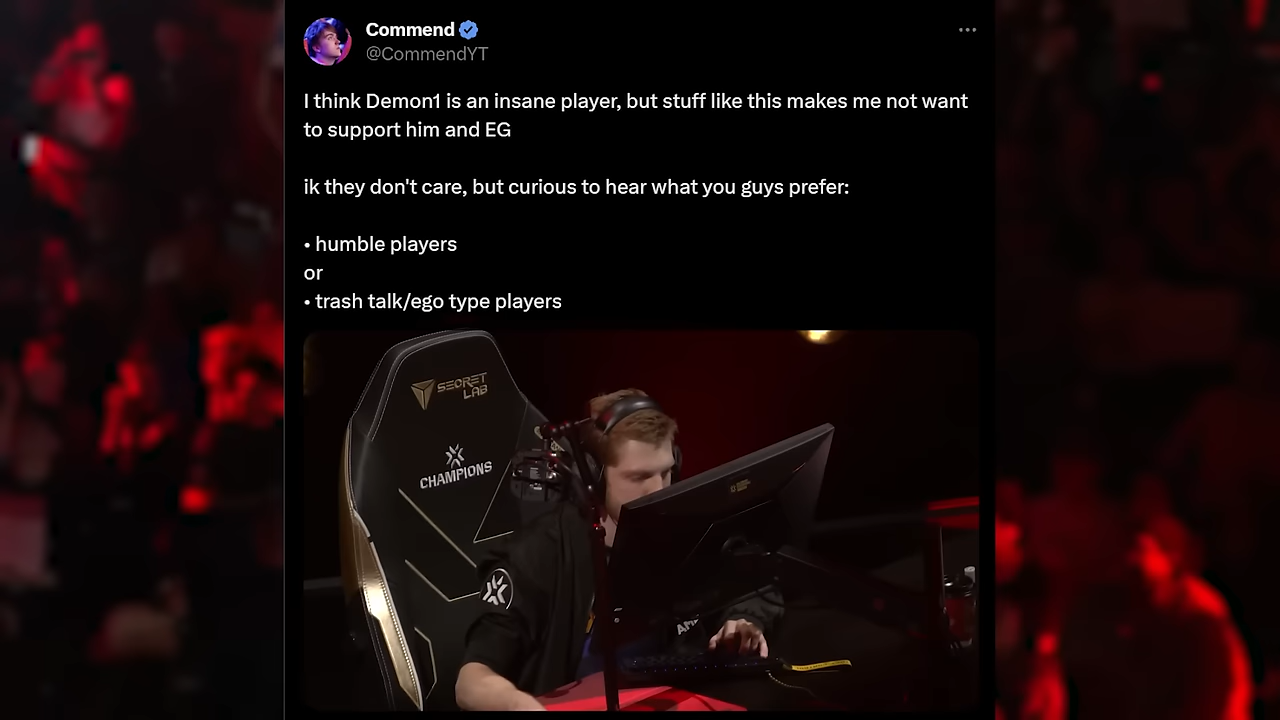 Commend
@CommendYT
I think Demon1 is an insane player, but stuff like this makes me not want
to support him and EG
ik they don't care, but curious to hear what you guys prefer:
• humble players
or
• trash talk/ego type players
SECRET
LAB
CHAMPIONS